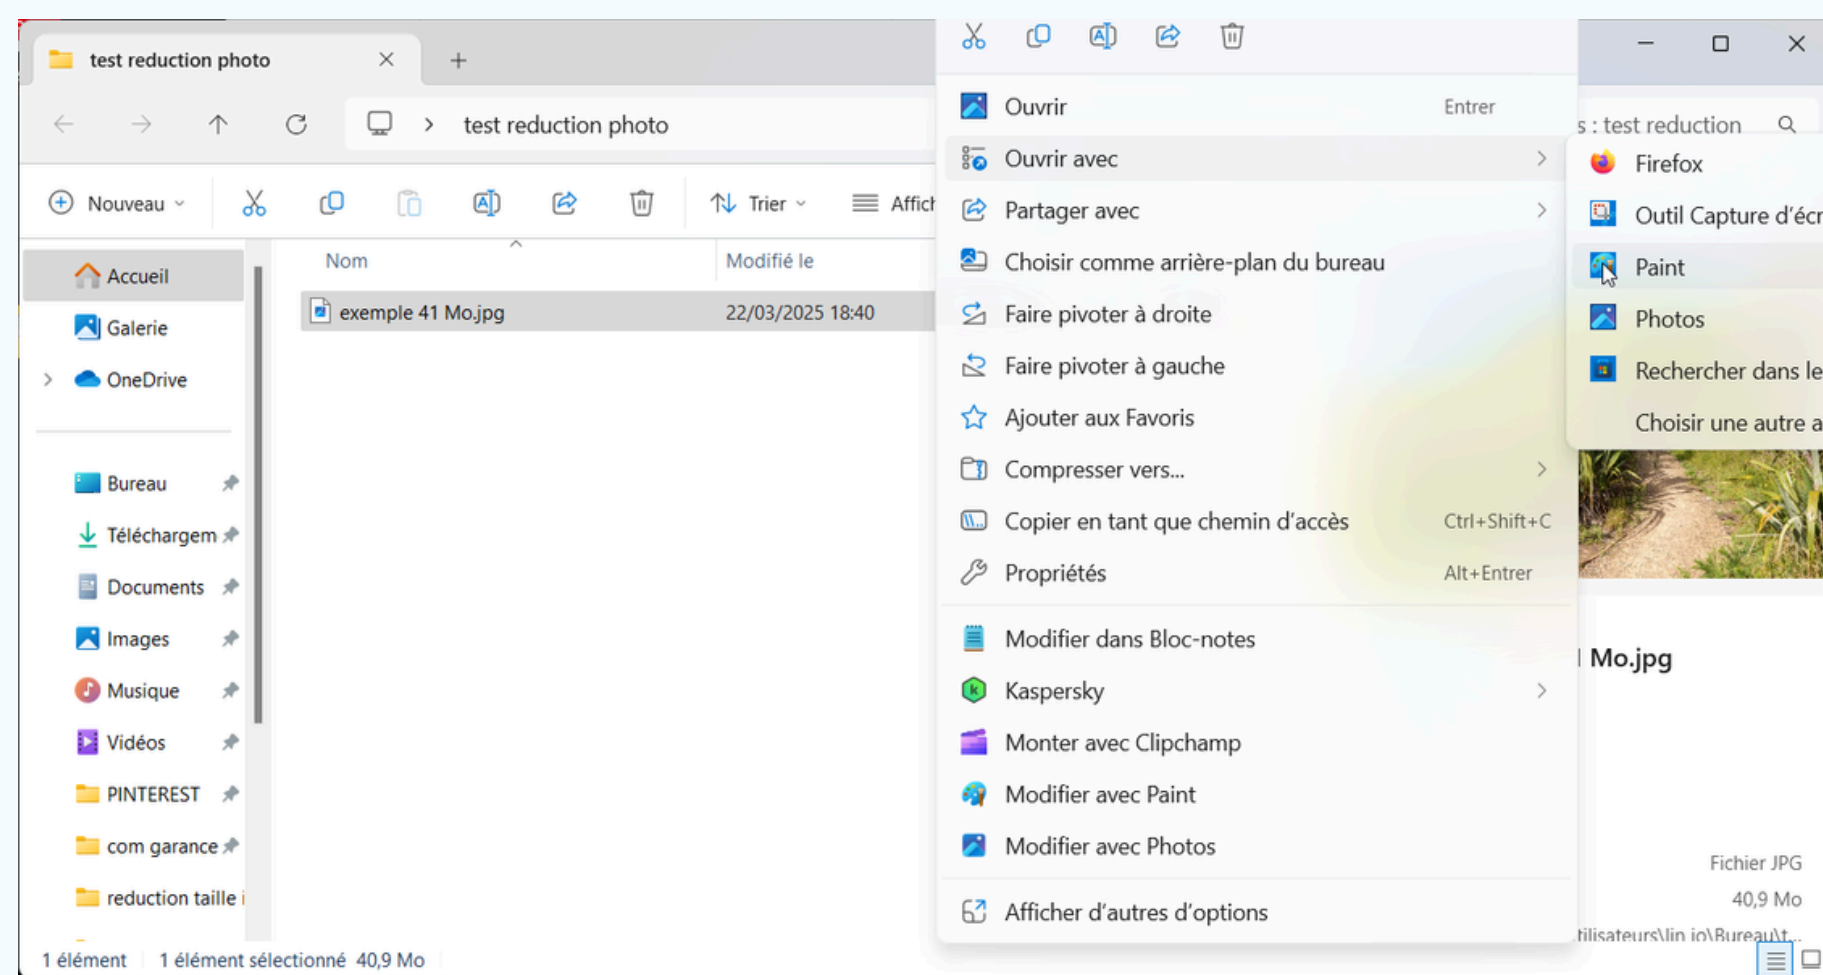 test reduction photo
test reduction photo
s : test reduction
Nouveau
Trier
Affich
Accueil
Galerie
OneDrive
Bureau
Téléchargem
Documents
Images
Musique
Vidéos
PINTEREST
com garance
reduction taille i
Nom
Modifié le
exemple 41 Mo.jpg
22/03/2025 18:40
Ouvrir
Entrer
Ouvrir avec
Partager avec
Choisir comme arrière-plan du bureau
Faire pivoter à droite
Faire pivoter à gauche
Ajouter aux Favoris
Compresser vers...
Copier en tant que chemin d'accès
Ctrl+Shift+C
Propriétés
Alt+Entrer
Modifier dans Bloc-notes
Kaspersky
Monter avec Clipchamp
Modifier avec Paint
Modifier avec Photos
Afficher d'autres d'options
Firefox
Outil Capture d'écr
Paint
Photos
Rechercher dans le
Choisir une autre a
Mo.jpg
Fichier JPG
40,9 Mo
tilisateurs\lin io\Bureau\t...
1 élément
1 élément sélectionné 40,9 Mo